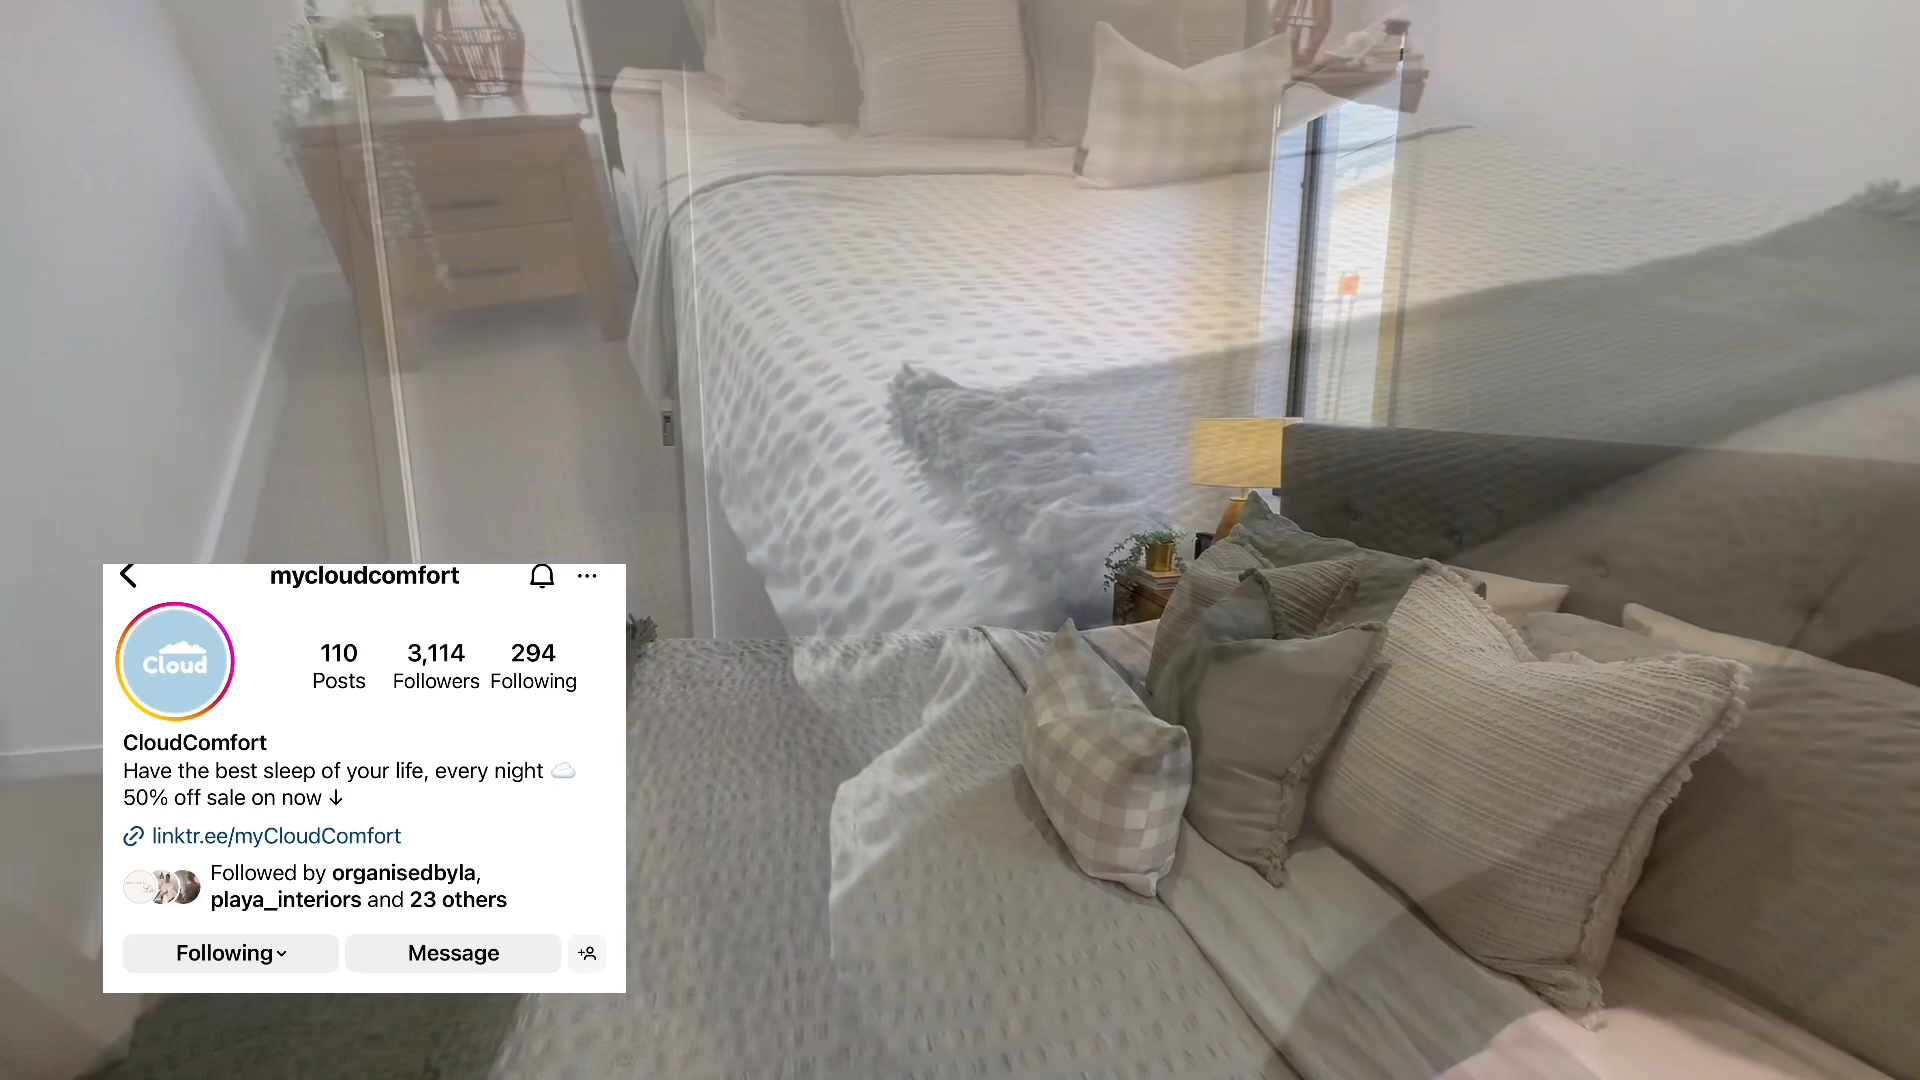 mycloudcomfort
Cloud
110 3,114 294
Posts Followers Following
CloudComfort
Have the best sleep of your life, every night ☁️
50% off sale on now ↓
linktr.ee/myCloudComfort
Followed by organisedbyla,
playa_interiors and 23 others
Following Message